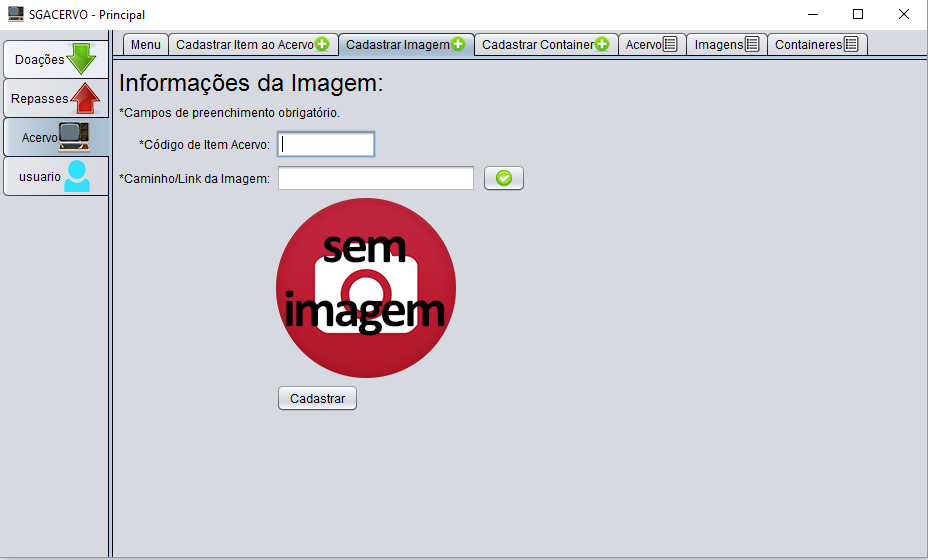 SGACERVO - Principal
Menu
Cadastrar Item ao Acervo
Cadastrar Imagem
Cadastrar Container
Acervo
Imagens
Containeres
Doações
Repasses
Acervo
usuario
Informações da Imagem:
*Campos de preenchimento obrigatório.
*Código de Item Acervo:
*Caminho/Link da Imagem:
sem
imagem
Cadastrar